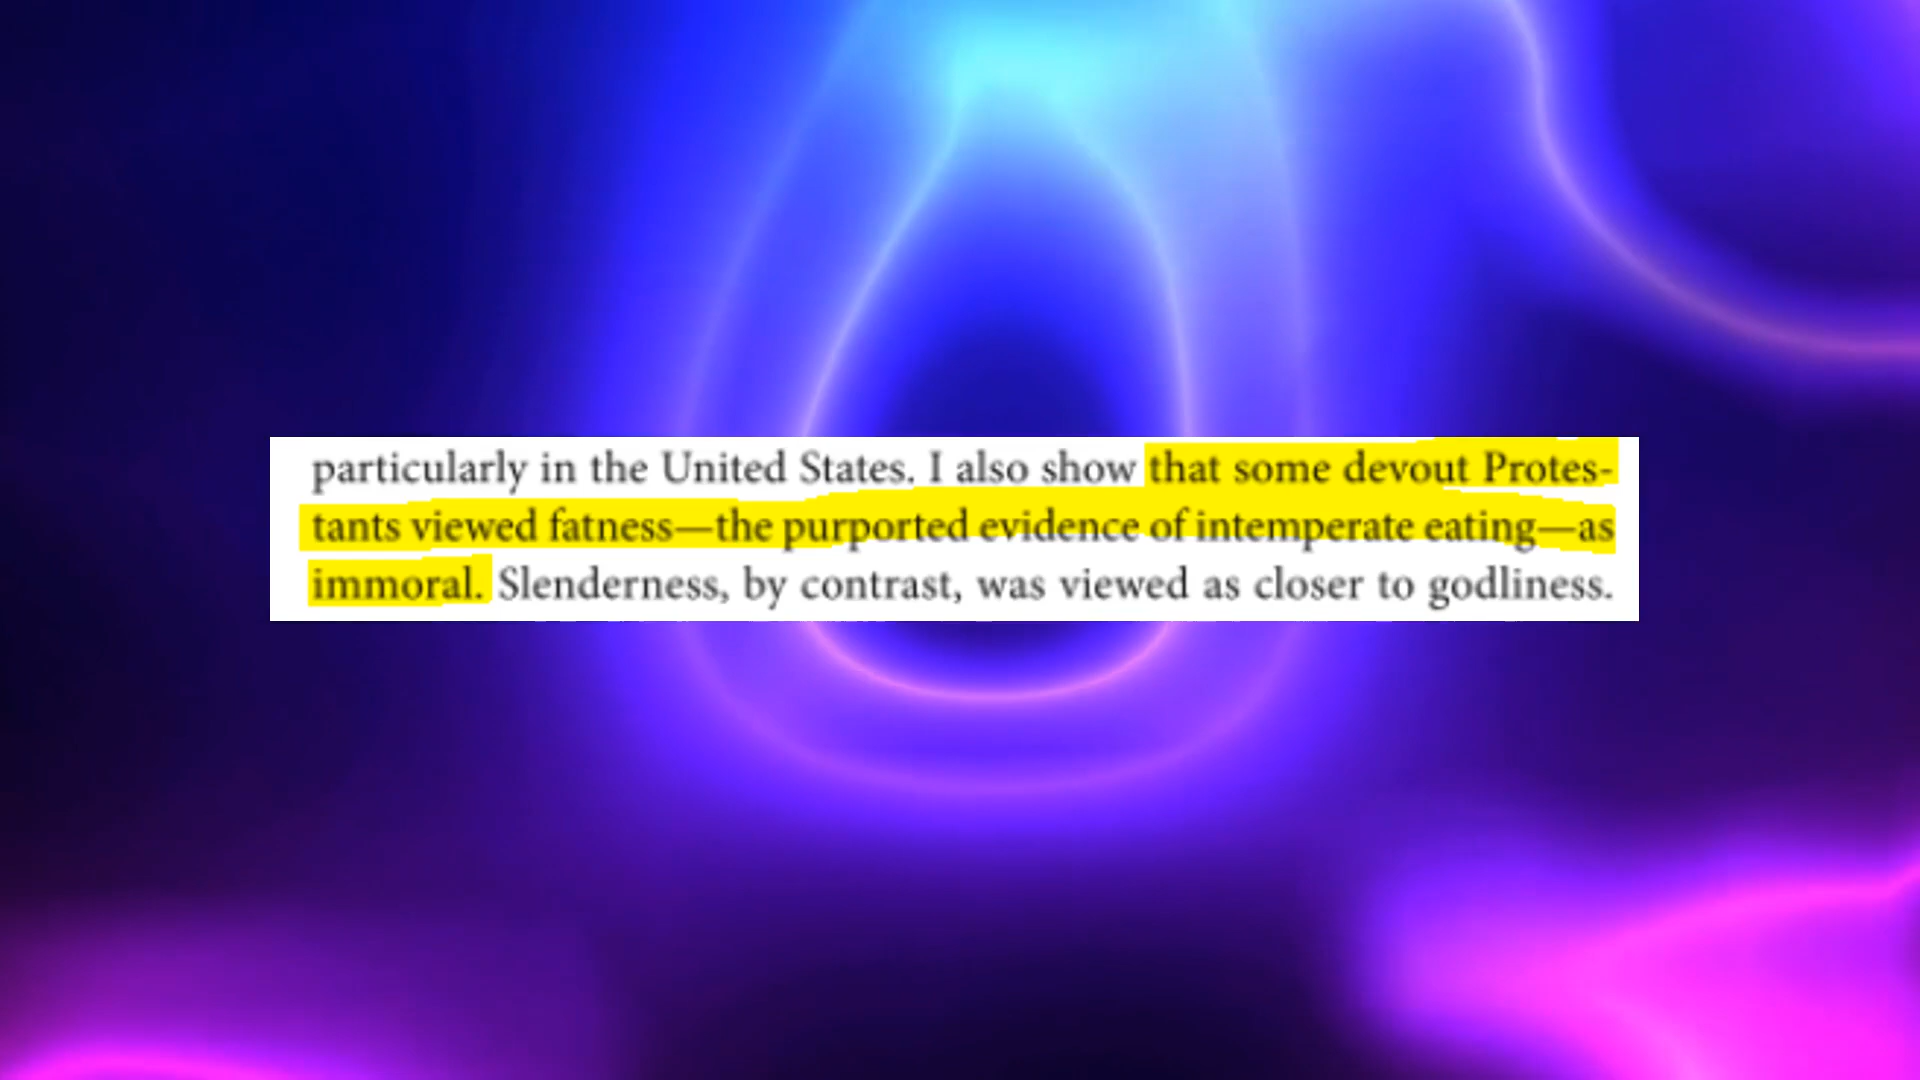 particularly in the United States. I also show that some devout Protes-
tants viewed fatness—the purported evidence of intemperate eating—as
immoral. Slenderness, by contrast, was viewed as closer to godliness.